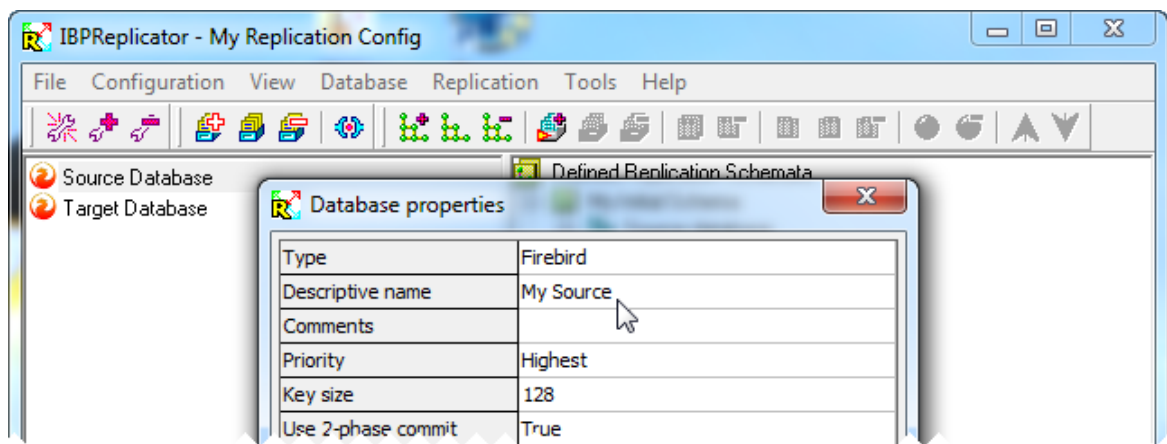 IBPReplicator - My Replication Config
File Configuration View Database Replication Tools Help
Source Database
Target Database
Defined Replication Schemata
Database properties
Type Firebird
Descriptive name My Source
Comments
Priority Highest
Key size 128
Use 2-phase commit True